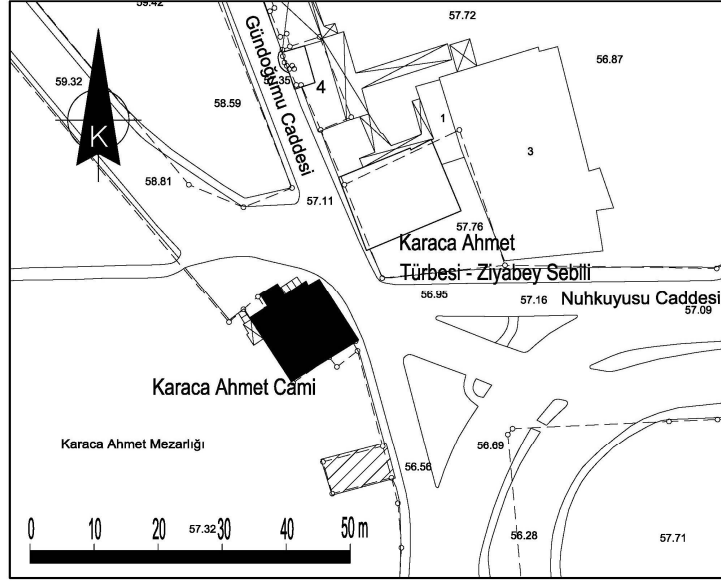 59.42
57.72
59.32
58.59
Gündoğumu Caddesi
4
56.87
K
1
3
58.81
57.11
57.76
Karaca Ahmet
Türbesi - Ziyabey Sebili
56.95
57.16
Nuhkuyusu Caddesi
57.09
Karaca Ahmet Cami
Karaca Ahmet Mezarlığı
56.56
56.69
0 10 20 57.32 30 40 50 m
56.28
57.71